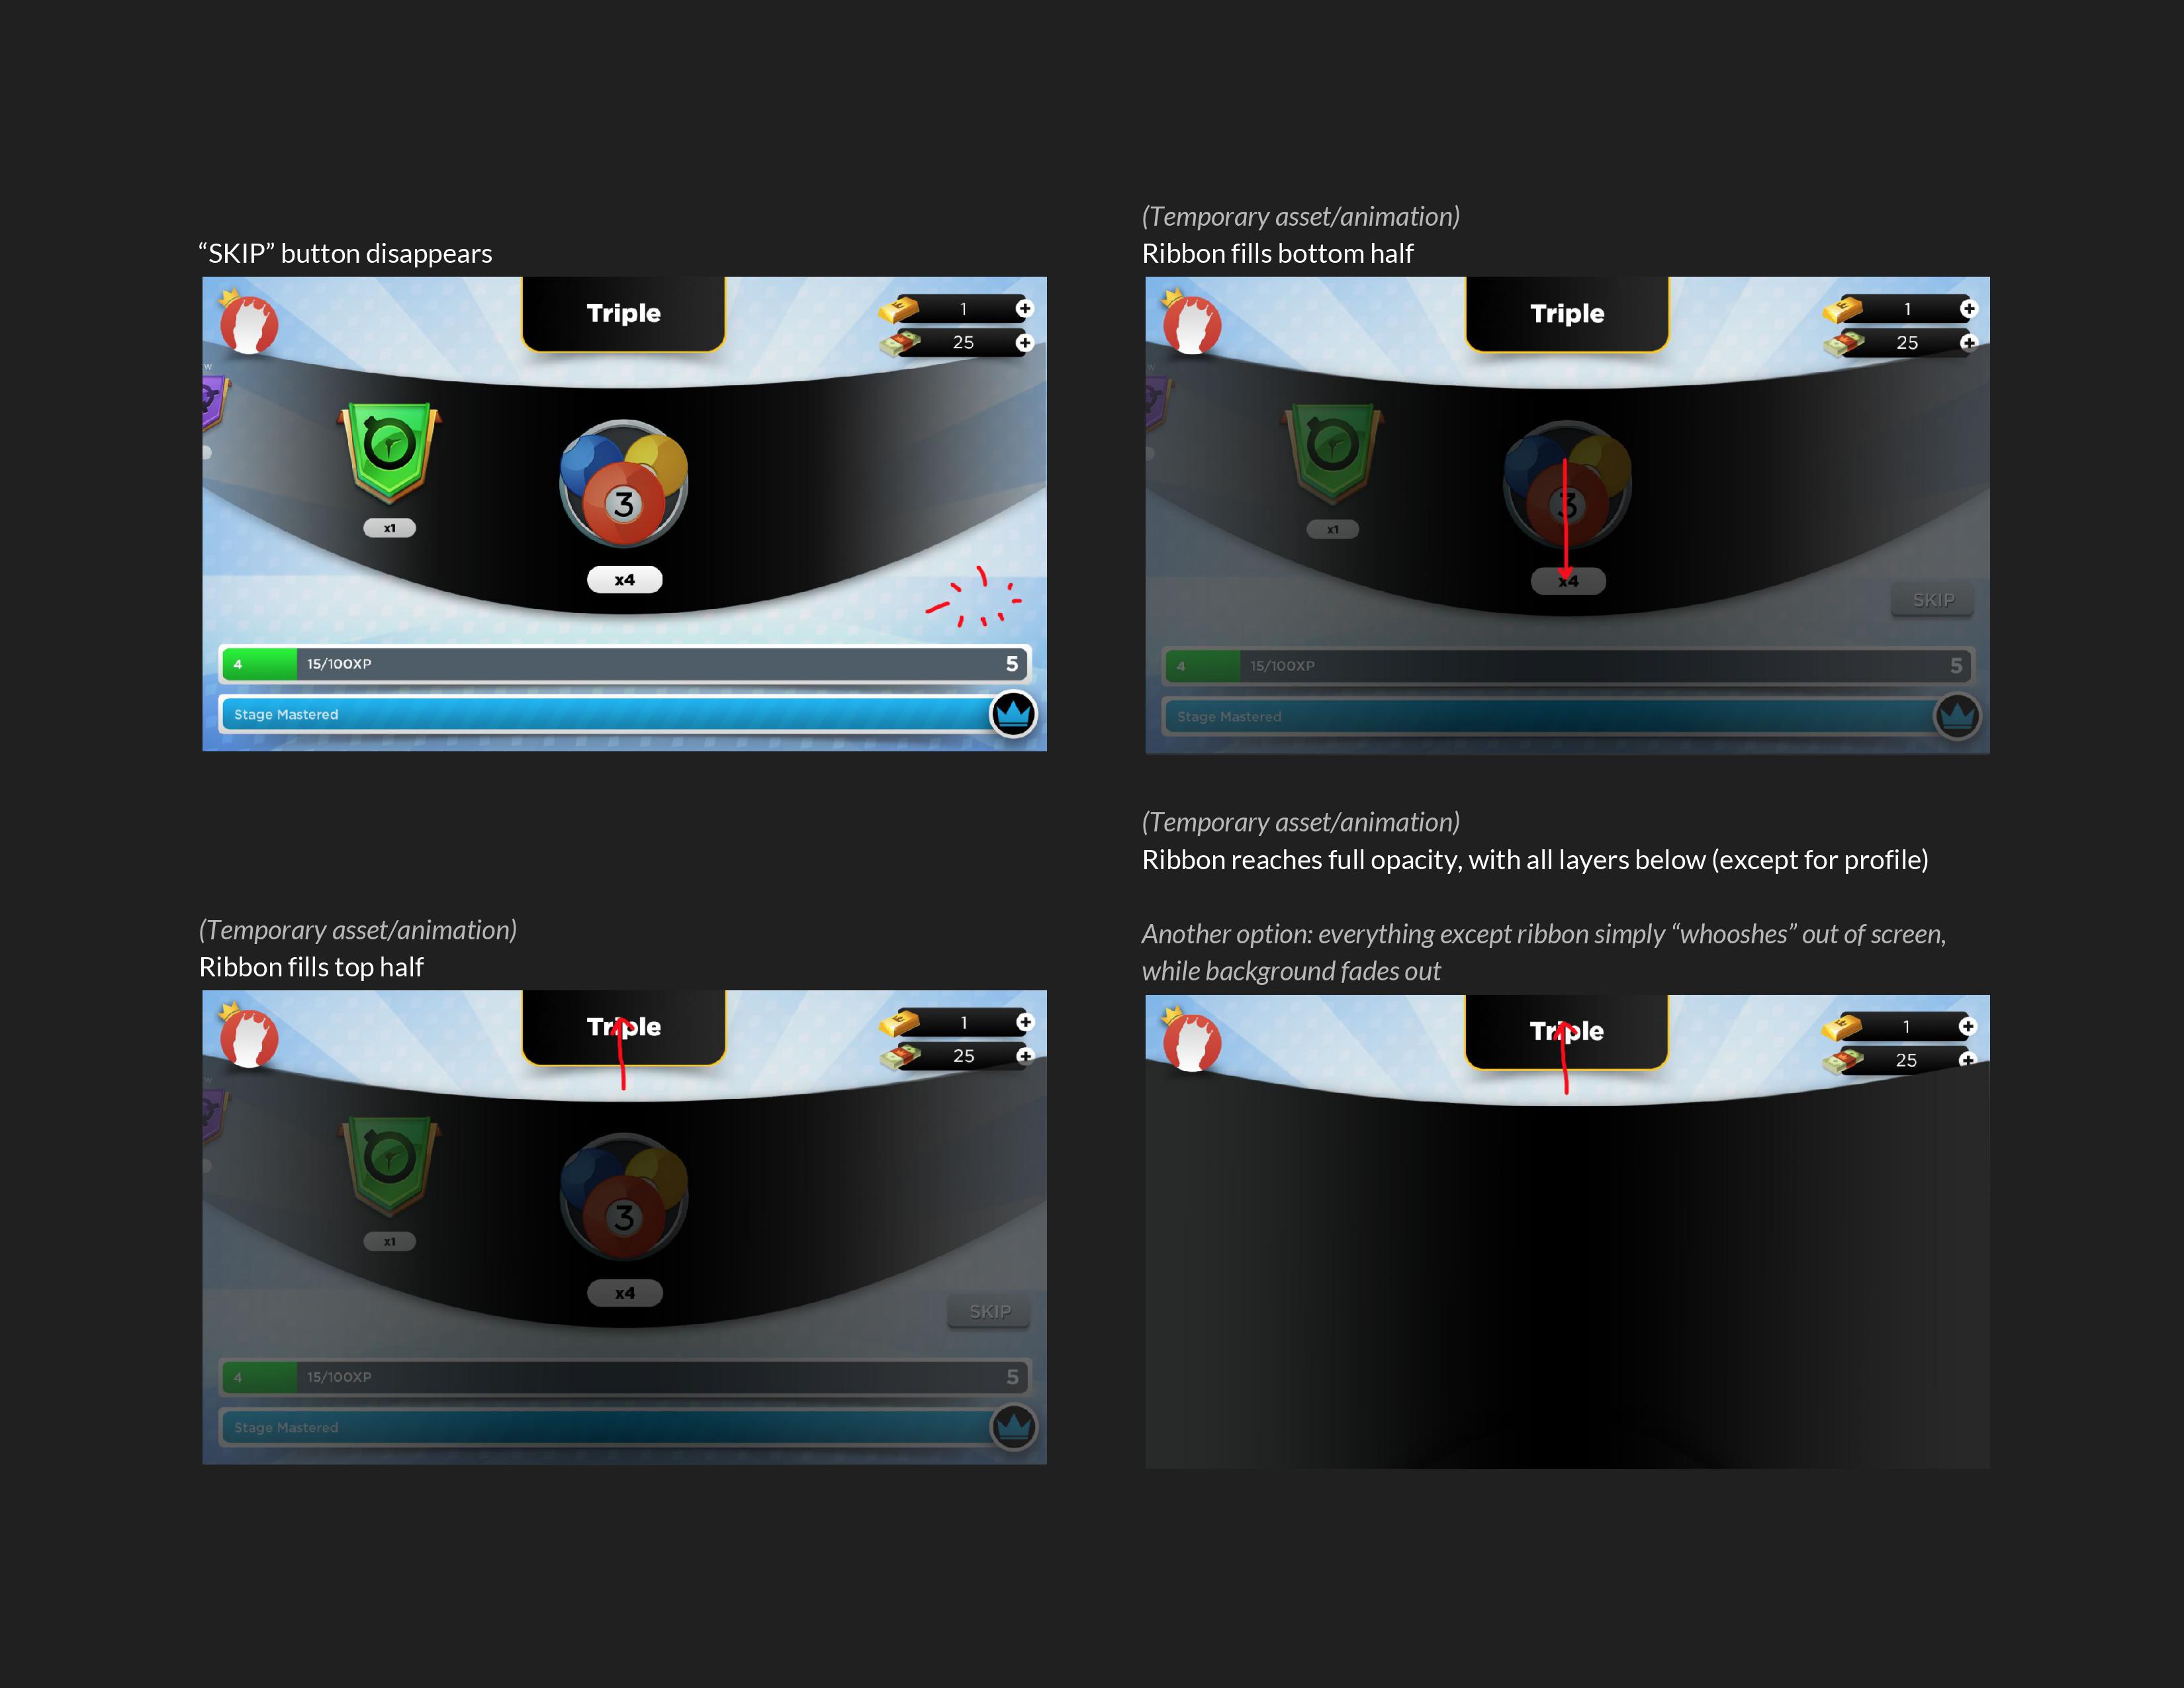 “SKIP” button disappears
Triple
1
25
W
x1
3
x4
4 15/100XP 5
Stage Mastered
(Temporary asset/animation)
Ribbon fills bottom half
Triple
1
25
W
x1
3
x4
SKIP
4 15/100XP 5
Stage Mastered
(Temporary asset/animation)
Ribbon fills top half
Triple
1
25
W
x1
3
x4
SKIP
4 15/100XP 5
Stage Mastered
(Temporary asset/animation)
Ribbon reaches full opacity, with all layers below (except for profile)
Another option: everything except ribbon simply “whooshes” out of screen,
while background fades out
Triple
1
25